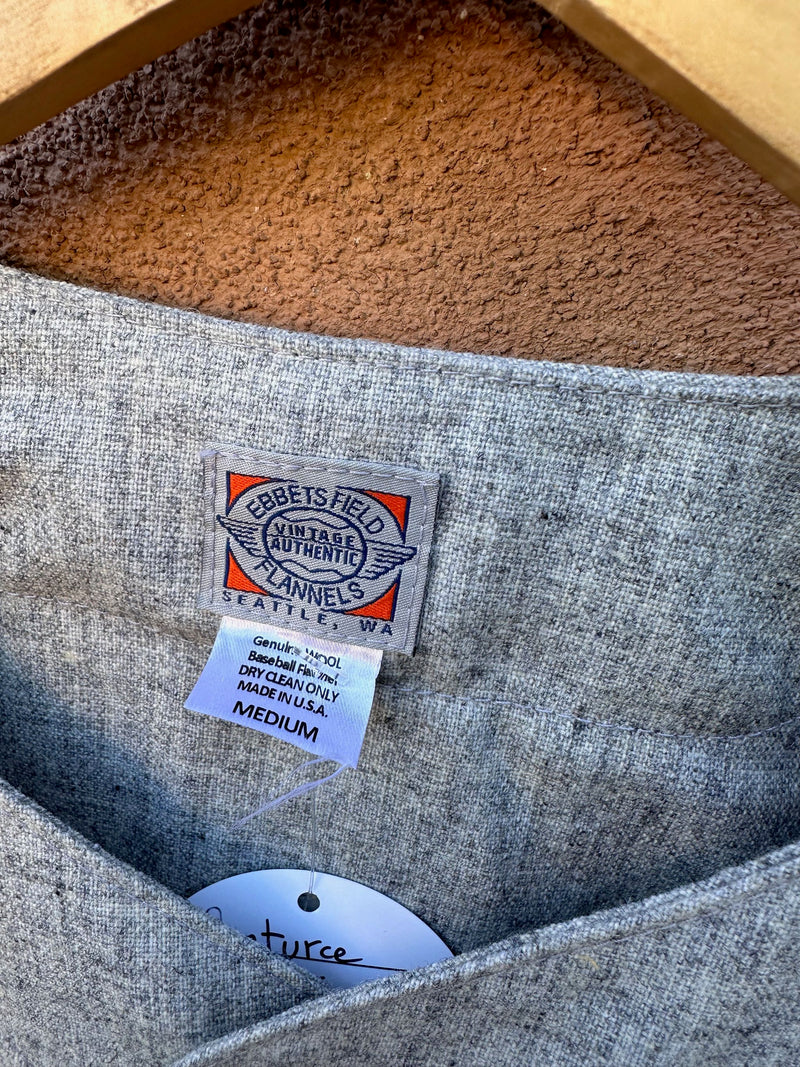 EBBETS FIELD
VINTAGE
AUTHENTIC
FLANNELS
SEATTLE, WA
Genuine WOOL
Baseball Flannel
DRY CLEAN ONLY
MADE IN U.S.A.
MEDIUM